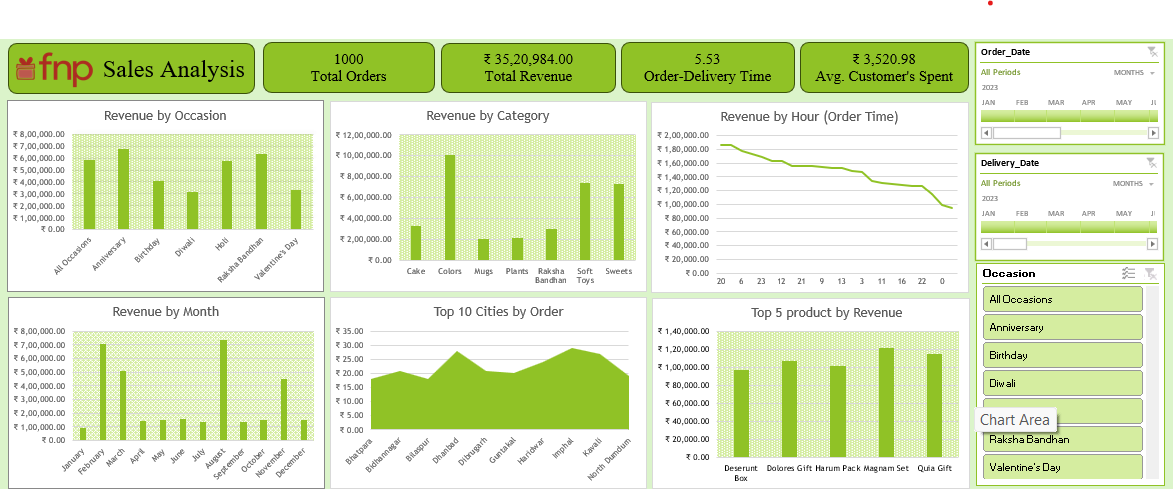 fnp Sales Analysis
1000
Total Orders
₹ 35,20,984.00
Total Revenue
5.53
Order-Delivery Time
₹ 3,520.98
Avg. Customer's Spent
Order_Date
All Periods
MONTHS
2023
JAN FEB MAR APR MAY
Delivery_Date
All Periods
MONTHS
2023
JAN FEB MAR APR MAY
Occasion
All Occasions
Anniversary
Birthday
Diwali
Chart Area
Raksha Bandhan
Valentine's Day
Revenue by Occasion
₹ 8,00,000.00
₹ 7,00,000.00
₹ 6,00,000.00
₹ 5,00,000.00
₹ 4,00,000.00
₹ 3,00,000.00
₹ 2,00,000.00
₹ 1,00,000.00
₹ 0.00
All Occasions
Anniversary
Birthday
Diwali
Holi
Raksha Bandhan
Valentine's Day
Revenue by Category
₹ 12,00,000.00
₹ 10,00,000.00
₹ 8,00,000.00
₹ 6,00,000.00
₹ 4,00,000.00
₹ 2,00,000.00
₹ 0.00
Cake Colors Mugs Plants Raksha Bandhan Soft Toys Sweets
Revenue by Hour (Order Time)
₹ 2,00,000.00
₹ 1,80,000.00
₹ 1,60,000.00
₹ 1,40,000.00
₹ 1,20,000.00
₹ 1,00,000.00
₹ 80,000.00
₹ 60,000.00
₹ 40,000.00
₹ 20,000.00
₹ 0.00
20 6 23 12 21 9 13 3 11 16 22 0
Revenue by Month
₹ 8,00,000.00
₹ 7,00,000.00
₹ 6,00,000.00
₹ 5,00,000.00
₹ 4,00,000.00
₹ 3,00,000.00
₹ 2,00,000.00
₹ 1,00,000.00
₹ 0.00
January
February
March
April
May
June
July
August
September
October
November
December
Top 10 Cities by Order
₹ 35.00
₹ 30.00
₹ 25.00
₹ 20.00
₹ 15.00
₹ 10.00
₹ 5.00
₹ 0.00
Bhatpara
Bidhannagar
Bilaspur
Dhanbad
Dibrugarh
Guntakal
Haridwar
Imphal
Kavali
North Dumdum
Top 5 product by Revenue
₹ 1,40,000.00
₹ 1,20,000.00
₹ 1,00,000.00
₹ 80,000.00
₹ 60,000.00
₹ 40,000.00
₹ 20,000.00
₹ 0.00
Deserunt Box
Dolores Gift
Harum Pack
Magnam Set
Quia Gift